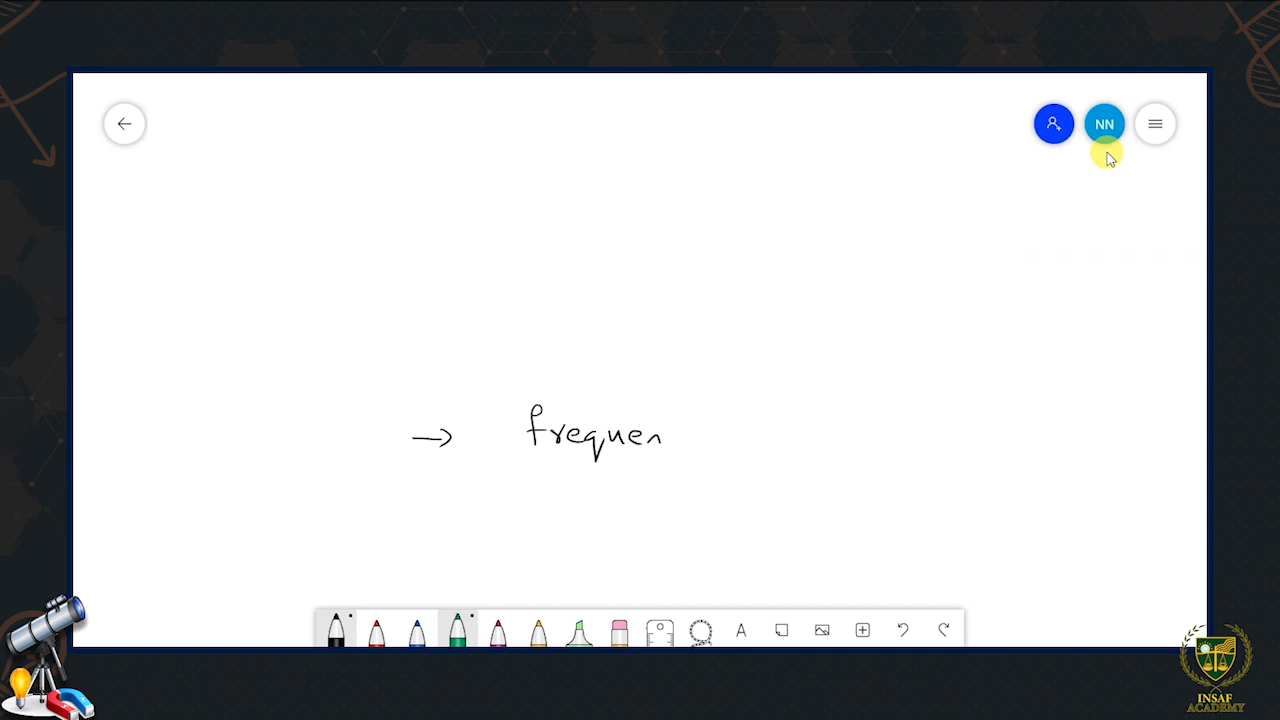 NN
→ frequen
A
INSAF
ACADEMY